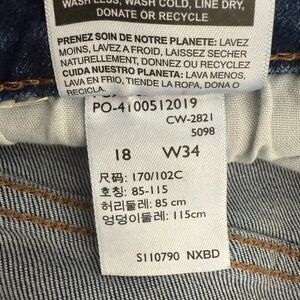 WASH LESS, WASH COLD, LINE DRY,
DONATE OR RECYCLE
PRENEZ SOIN DE NOTRE PLANETE: LAVEZ
MOINS, LAVEZ A FROID, LAISSEZ SECHER
NATURELLEMENT, DONNEZ OU RECYCLEZ
CUIDA NUESTRO PLANETA: LAVA MENOS,
LAVA EN FRIO, TIENDE LA ROPA, DONA O
RECICLA.
PO-4100512019
CW-2821
5098
18 W34
尺码: 170/102C
호칭: 85-115
허리둘레: 85 cm
엉덩이둘레: 115cm
S110790 NXBD